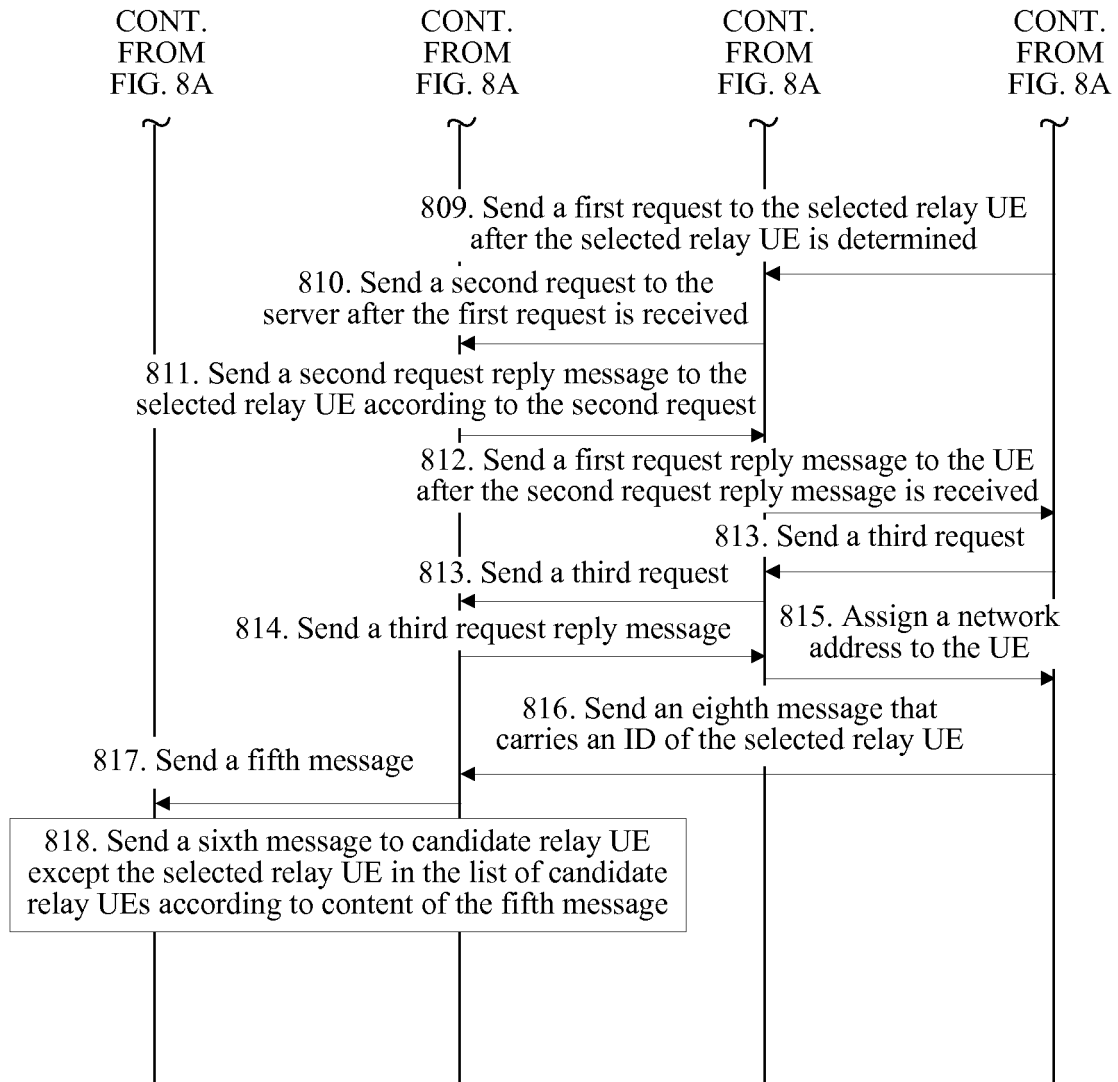 CONT.
FROM
FIG. 8A
CONT.
FROM
FIG. 8A
CONT.
FROM
FIG. 8A
CONT.
FROM
FIG. 8A
809. Send a first request to the selected relay UE
after the selected relay UE is determined
810. Send a second request to the
server after the first request is received
811. Send a second request reply message to the
selected relay UE according to the second request
812. Send a first request reply message to the UE
after the second request reply message is received
813. Send a third request
813. Send a third request
814. Send a third request reply message
815. Assign a network
address to the UE
816. Send an eighth message that
carries an ID of the selected relay UE
817. Send a fifth message
818. Send a sixth message to candidate relay UE
except the selected relay UE in the list of candidate
relay UEs according to content of the fifth message